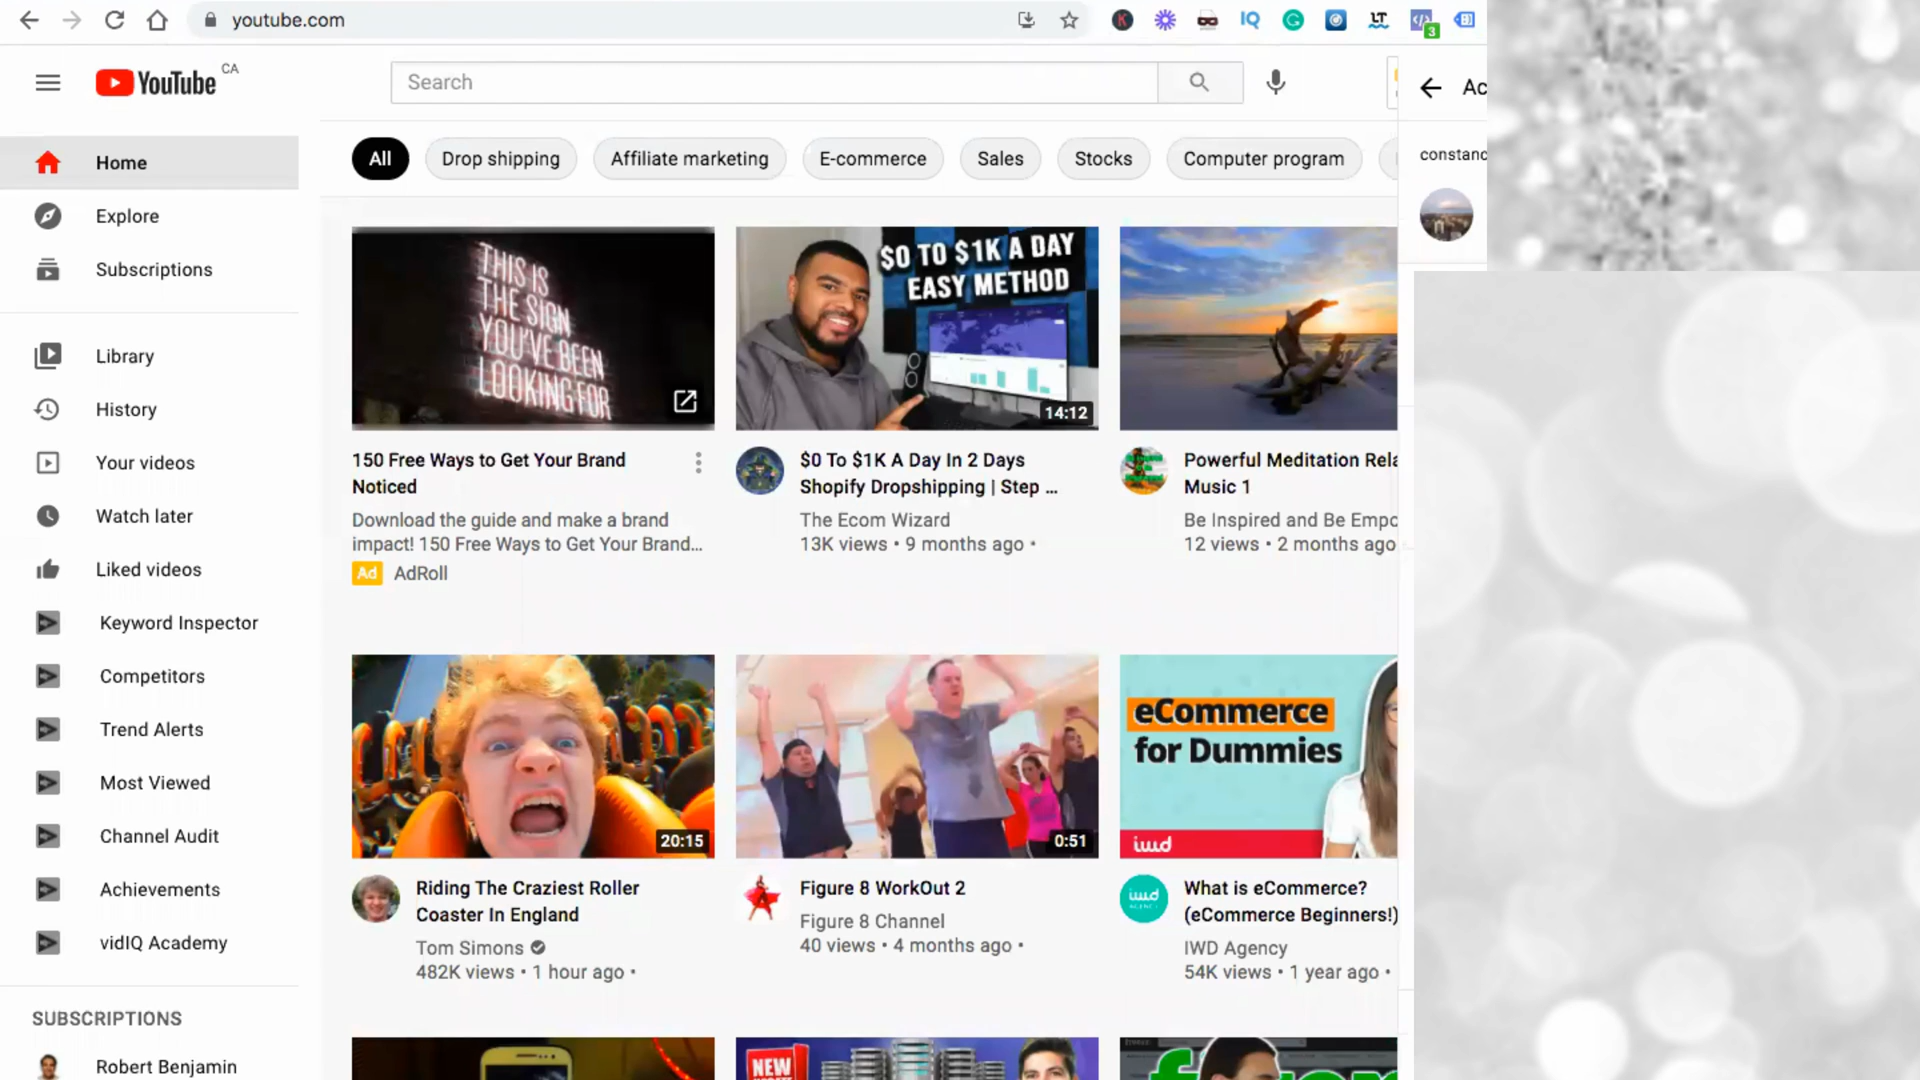 youtube.com
IQ
LT
3
YouTube CA
Search
Ac
All
Drop shipping
Affiliate marketing
E-commerce
Sales
Stocks
Computer program
constanc
Home
Explore
Subscriptions
Library
History
Your videos
Watch later
Liked videos
Keyword Inspector
Competitors
Trend Alerts
Most Viewed
Channel Audit
Achievements
vidIQ Academy
SUBSCRIPTIONS
Robert Benjamin
THIS IS
THE SIGN
YOU'VE BEEN
LOOKING FOR
150 Free Ways to Get Your Brand
Noticed
Download the guide and make a brand
impact! 150 Free Ways to Get Your Brand...
Ad AdRoll
$0 TO $1K A DAY
EASY METHOD
14:12
$0 To $1K A Day In 2 Days
Shopify Dropshipping | Step ...
The Ecom Wizard
13K views • 9 months ago •
Powerful Meditation Rela
Music 1
Be Inspired and Be Empo
12 views • 2 months ago
20:15
Riding The Craziest Roller
Coaster In England
Tom Simons
482K views • 1 hour ago •
0:51
Figure 8 WorkOut 2
Figure 8 Channel
40 views • 4 months ago •
eCommerce
for Dummies
iwd
What is eCommerce?
(eCommerce Beginners!)
IWD Agency
54K views • 1 year ago •
NEW